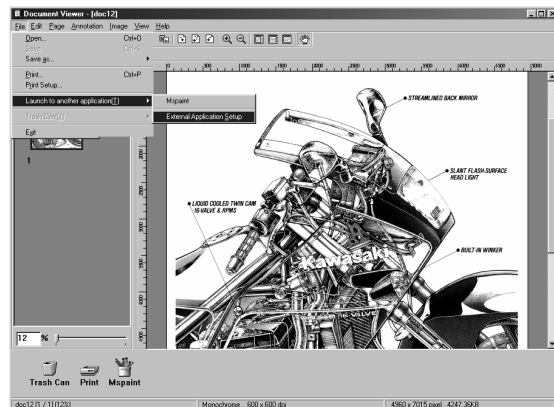 Document Viewer - [doc12]
File Edit Page Annotation Image View Help
Open... Ctrl+O
Save Ctrl+S
Save as...
Print... Ctrl+P
Print Setup...
Launch to another application(T)
Mspaint
External Application Setup
Trash Can
Exit
1
STREAMLINED BACK MIRROR
SLANT FLASH-SURFACE
HEAD LIGHT
LIQUID COOLED TWIN CAM
16-VALVE & RPMS
BUILT-IN WINKER
Kawasaki
16-VALVE
12 %
Trash Can Print Mspaint
doc12 [1 / 1] (12%) Monochrome . 600 x 600 dpi 4960 x 7015 pixel , 4247.36KB